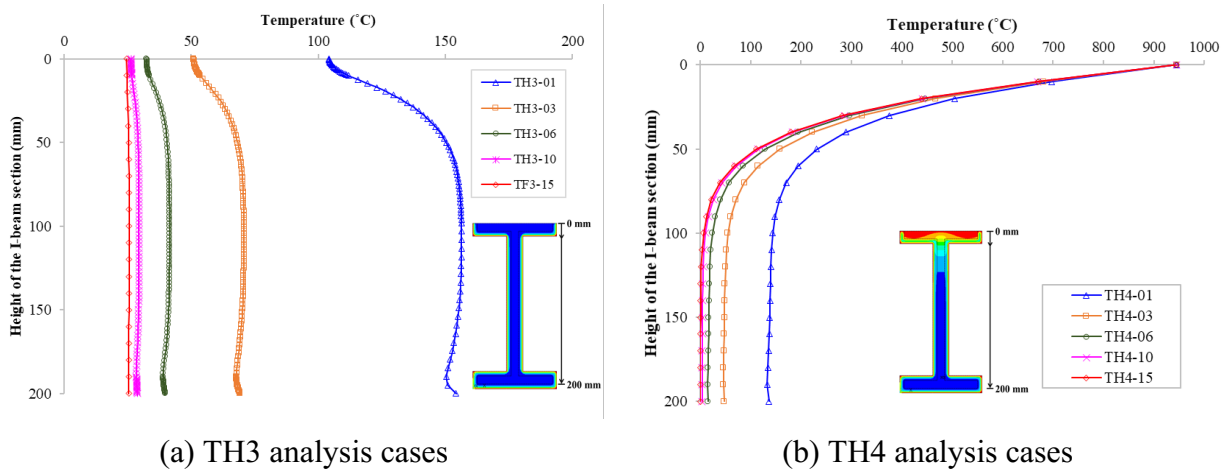 Temperature (˚C)
0 50 100 150 200
0
50
100
150
200
Height of the I-beam section (mm)
TH3-01
TH3-03
TH3-06
TH3-10
TF3-15
0 mm
200 mm
(a) TH3 analysis cases
Temperature (˚C)
0 100 200 300 400 500 600 700 800 900 1000
0
50
100
150
200
Height of the I-beam section (mm)
0 mm
200 mm
TH4-01
TH4-03
TH4-06
TH4-10
TH4-15
(b) TH4 analysis cases